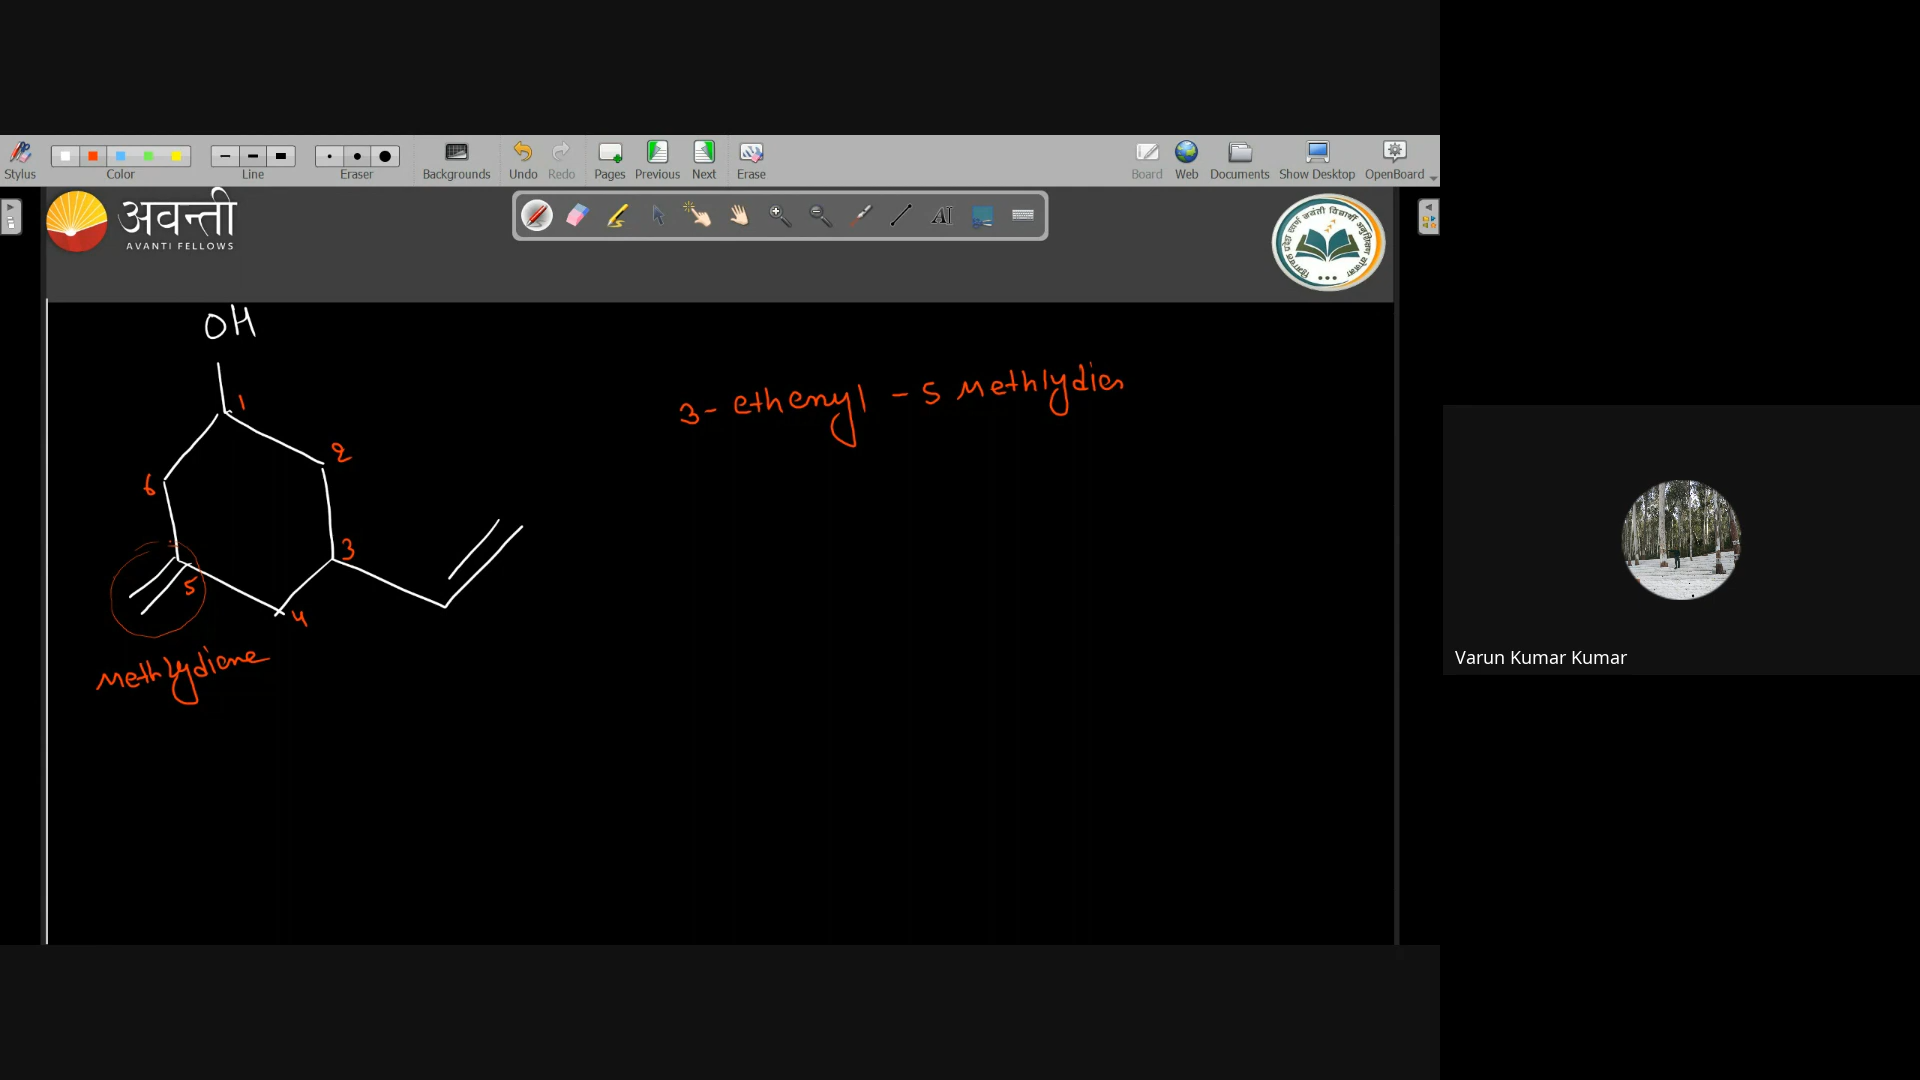 Stylus
Color
Line
Eraser
Backgrounds
Undo
Redo
Pages
Previous
Next
Erase
Board
Web
Documents
Show Desktop
OpenBoard
अवन्ती
AVANTI FELLOWS
OH
1
2
3
4
5
6
Methlydiene
3- ethenyl - 5 Methlydien
Varun Kumar Kumar